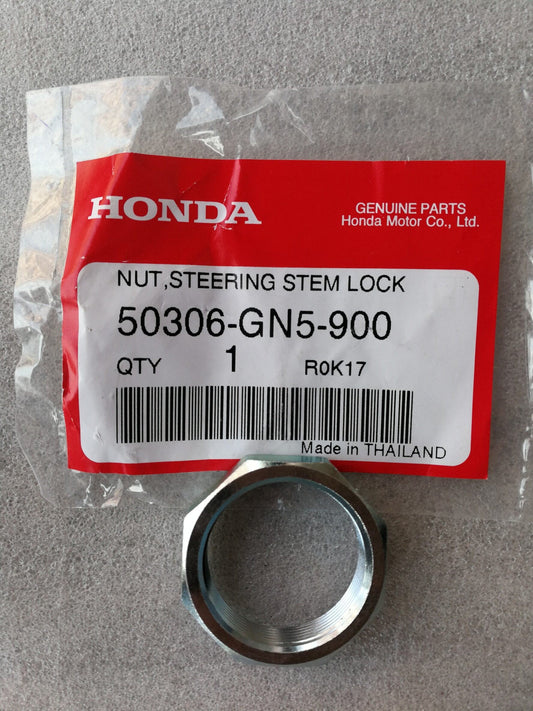 HONDA
GENUINE PARTS
Honda Motor Co., Ltd.
NUT,STEERING STEM LOCK
50306-GN5-900
QTY 1 R0K17
Made in THAILAND